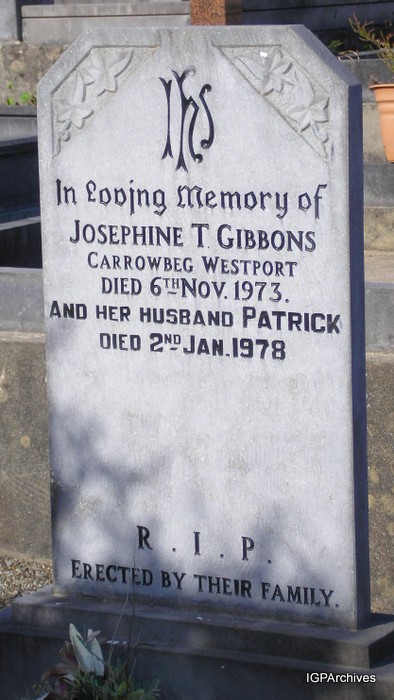 IHS
In Loving Memory of
JOSEPHINE T. GIBBONS
CARROWBEG WESTPORT
DIED 6TH NOV. 1973.
AND HER HUSBAND PATRICK
DIED 2ND JAN. 1978
R . I . P .
ERECTED BY THEIR FAMILY.
IGPArchives